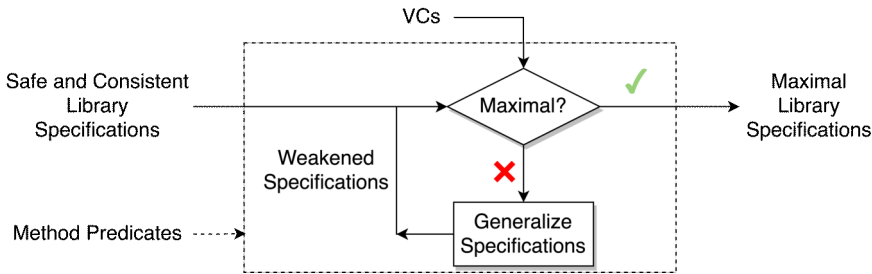 VCs
Safe and Consistent
Library
Specifications
Maximal?
Maximal
Library
Specifications
Weakened
Specifications
Generalize
Specifications
Method Predicates